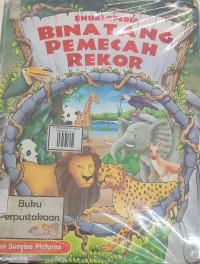 ENSIKLOPEDIA
BINATANG
PEMECAH
REKOR
Buku
Perpustakaan
Sunrise Pictures